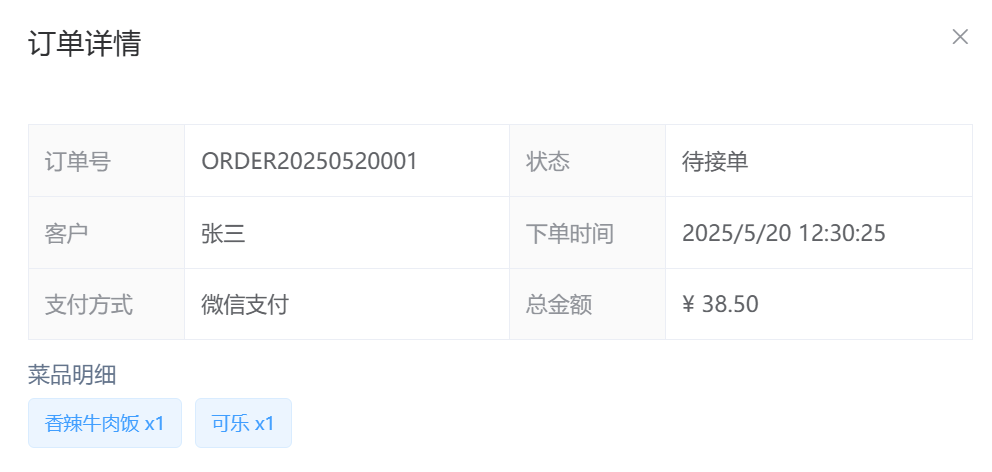 订单详情
订单号 ORDER20250520001 状态 待接单
客户 张三 下单时间 2025/5/20 12:30:25
支付方式 微信支付 总金额 ¥ 38.50
菜品明细
香辣牛肉饭 x1 可乐 x1